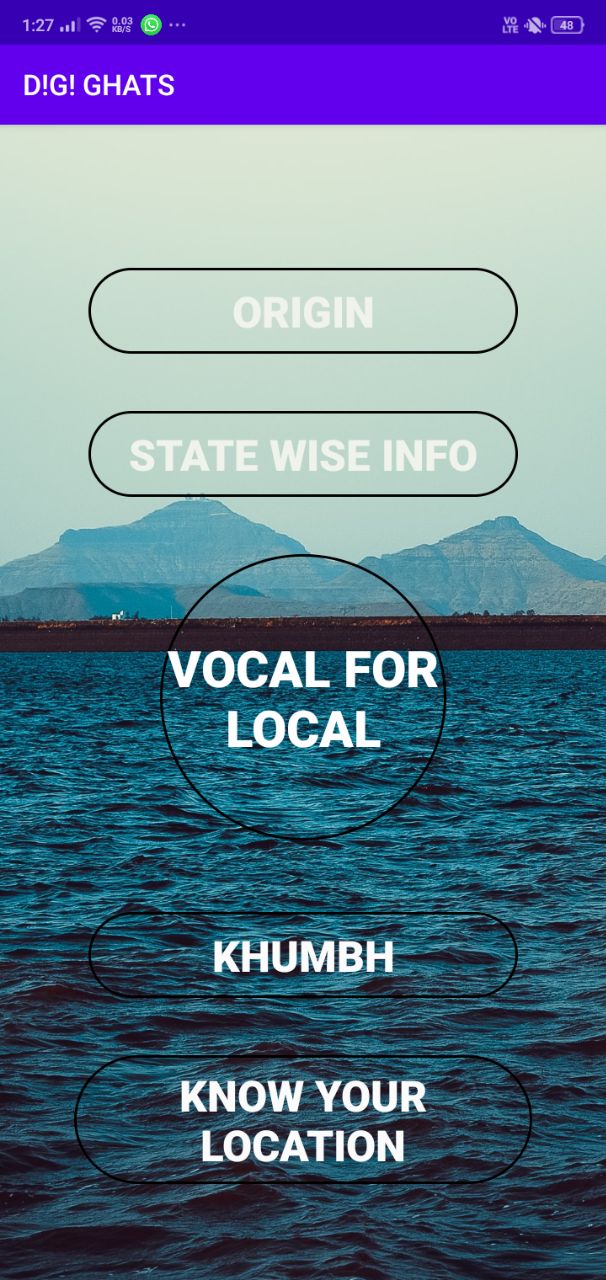 1:27 0.03 KB/S VO LTE 48
D!G! GHATS
ORIGIN
STATE WISE INFO
VOCAL FOR
LOCAL
KHUMBH
KNOW YOUR
LOCATION